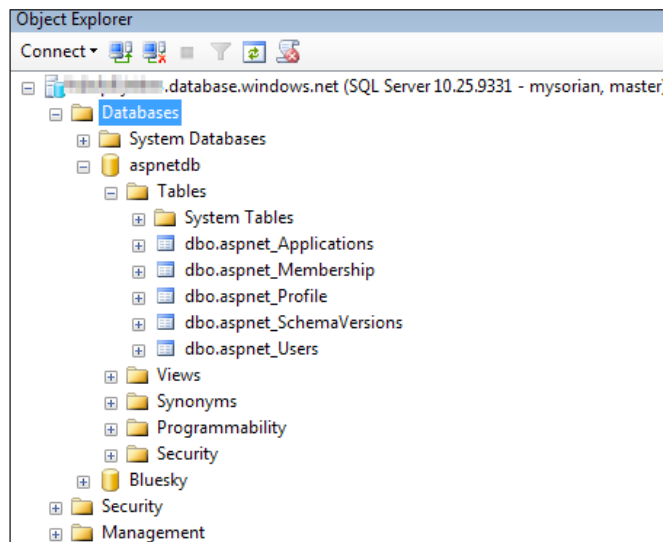 Object Explorer
Connect
.database.windows.net (SQL Server 10.25.9331 - mysorian, master)
Databases
System Databases
aspnetdb
Tables
System Tables
dbo.aspnet_Applications
dbo.aspnet_Membership
dbo.aspnet_Profile
dbo.aspnet_SchemaVersions
dbo.aspnet_Users
Views
Synonyms
Programmability
Security
Bluesky
Security
Management